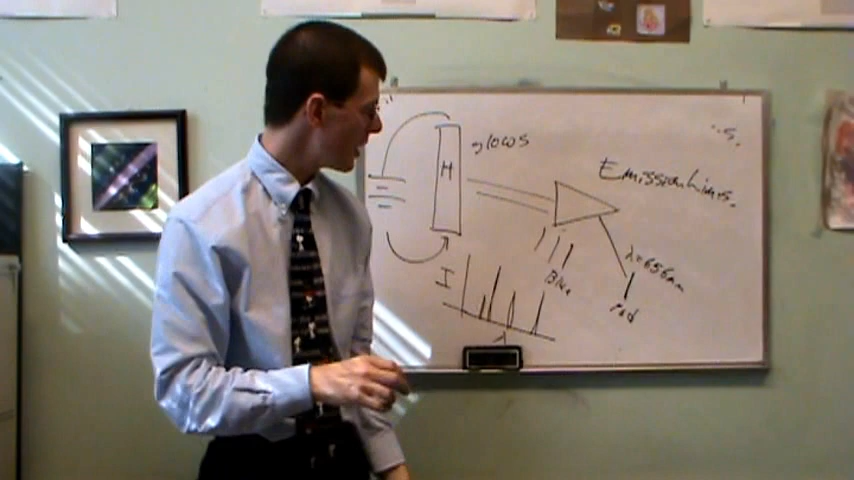 H
glows
Emission Lines.
I
Blue
λ=656nm
Red
λ